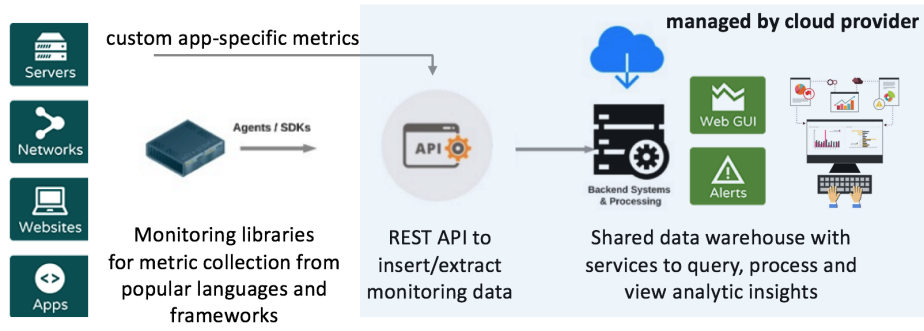 managed by cloud provider
custom app-specific metrics
Servers
Networks
Websites
Apps
Agents / SDKs
API
Backend Systems
& Processing
Web GUI
Alerts
Monitoring libraries
for metric collection from
popular languages and
frameworks
REST API to
insert/extract
monitoring data
Shared data warehouse with
services to query, process and
view analytic insights